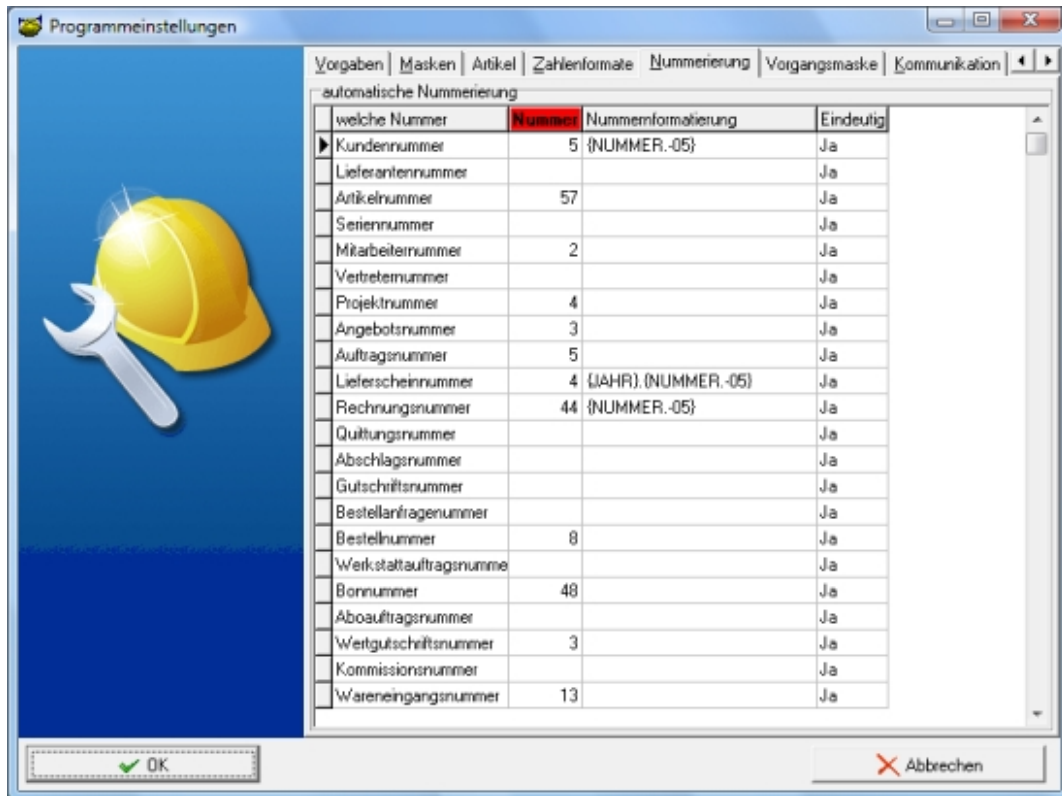 Programmeinstellungen
Vorgaben Masken Artikel Zahlenformate Nummerierung Vorgangsmaske Kommunikation
automatische Nummerierung
welche Nummer Nummer Nummernformatierung Eindeutig
Kundennummer 5 {NUMMER.-05} Ja
Lieferantennummer Ja
Artikelnummer 57 Ja
Seriennummer Ja
Mitarbeiternummer 2 Ja
Vertreternummer Ja
Projektnummer 4 Ja
Angebotsnummer 3 Ja
Auftragsnummer 5 Ja
Lieferscheinnummer 4 {JAHR}.{NUMMER.-05} Ja
Rechnungsnummer 44 {NUMMER.-05} Ja
Quittungsnummer Ja
Abschlagsnummer Ja
Gutschriftsnummer Ja
Bestellanfragenummer Ja
Bestellnummer 8 Ja
Werkstattauftragsnumme Ja
Bonnummer 48 Ja
Aboauftragsnummer Ja
Wertgutschriftsnummer 3 Ja
Kommissionsnummer Ja
Wareneingangsnummer 13 Ja
OK Abbrechen